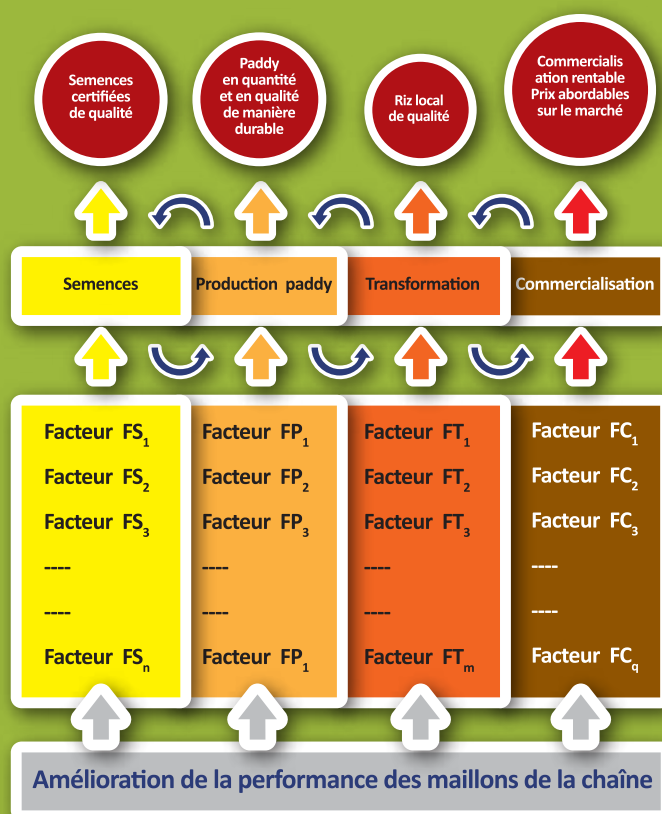 Semences
certifiées
de qualité
Paddy
en quantité
et en qualité
de manière
durable
Riz local
de qualité
Commercialis
ation rentable
Prix abordables
sur le marché
Semences
Production paddy
Transformation
Commercialisation
Facteur FS1
Facteur FS2
Facteur FS3
----
----
Facteur FSn
Facteur FP1
Facteur FP2
Facteur FP3
----
----
Facteur FP1
Facteur FT1
Facteur FT2
Facteur FT3
----
----
Facteur FTm
Facteur FC1
Facteur FC2
Facteur FC3
----
----
Facteur FCq
Amélioration de la performance des maillons de la chaîne